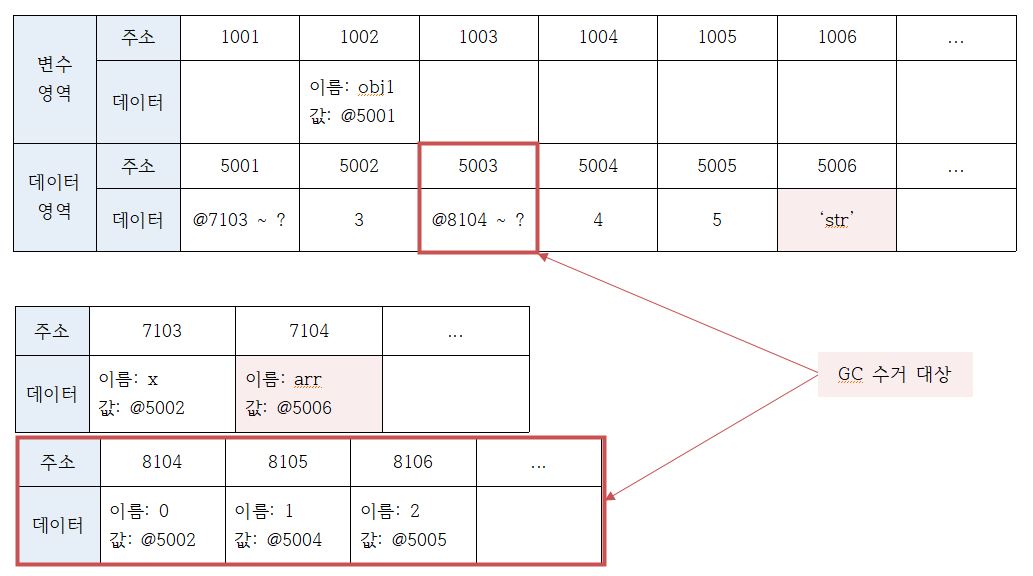 변수 영역
주소 1001 1002 1003 1004 1005 1006 ...
데이터
이름: obj1
값: @5001
데이터 영역
주소 5001 5002 5003 5004 5005 5006 ...
데이터 @7103 ~ ? 3 @8104 ~ ? 4 5 ‘str’
주소 7103 7104 ...
데이터
이름: x
값: @5002
이름: arr
값: @5006
GC 수거 대상
주소 8104 8105 8106 ...
데이터
이름: 0
값: @5002
이름: 1
값: @5004
이름: 2
값: @5005